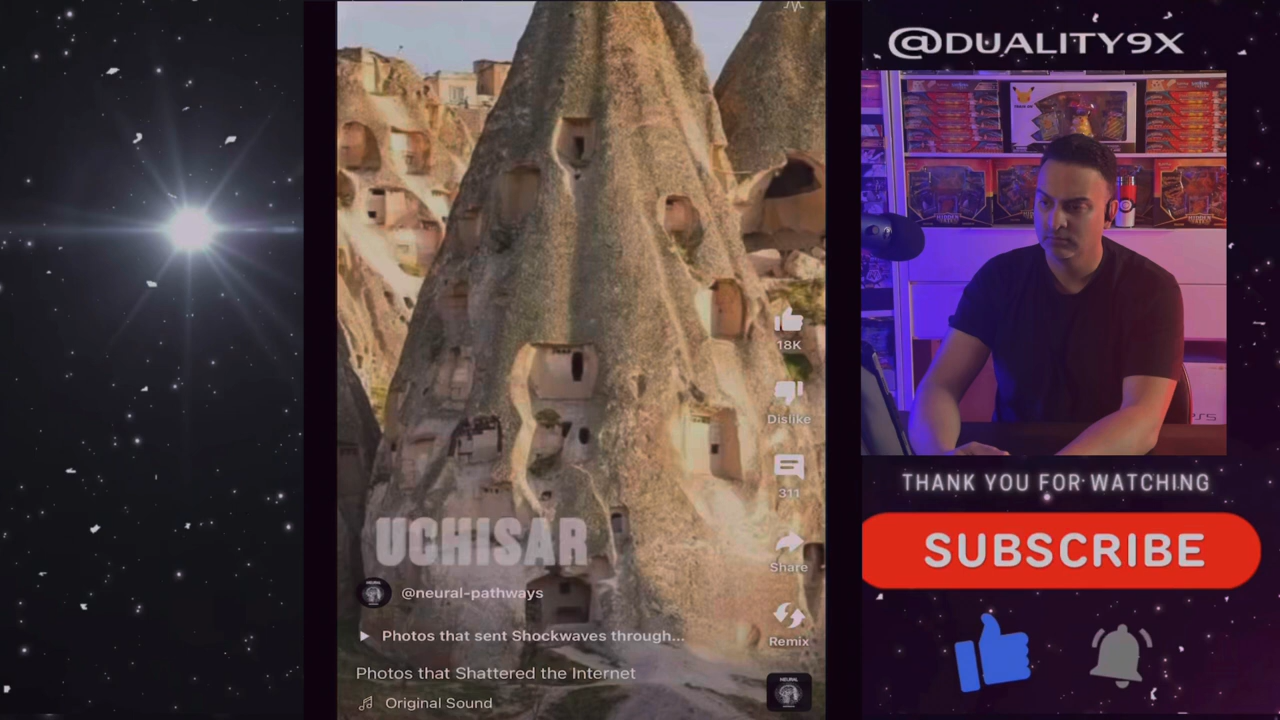 @DUALITY9X
18K
Dislike
311
Share
UCHISAR
@neural-pathways
Photos that sent Shockwaves through...
Remix
Photos that Shattered the Internet
Original Sound
THANK YOU FOR WATCHING
SUBSCRIBE